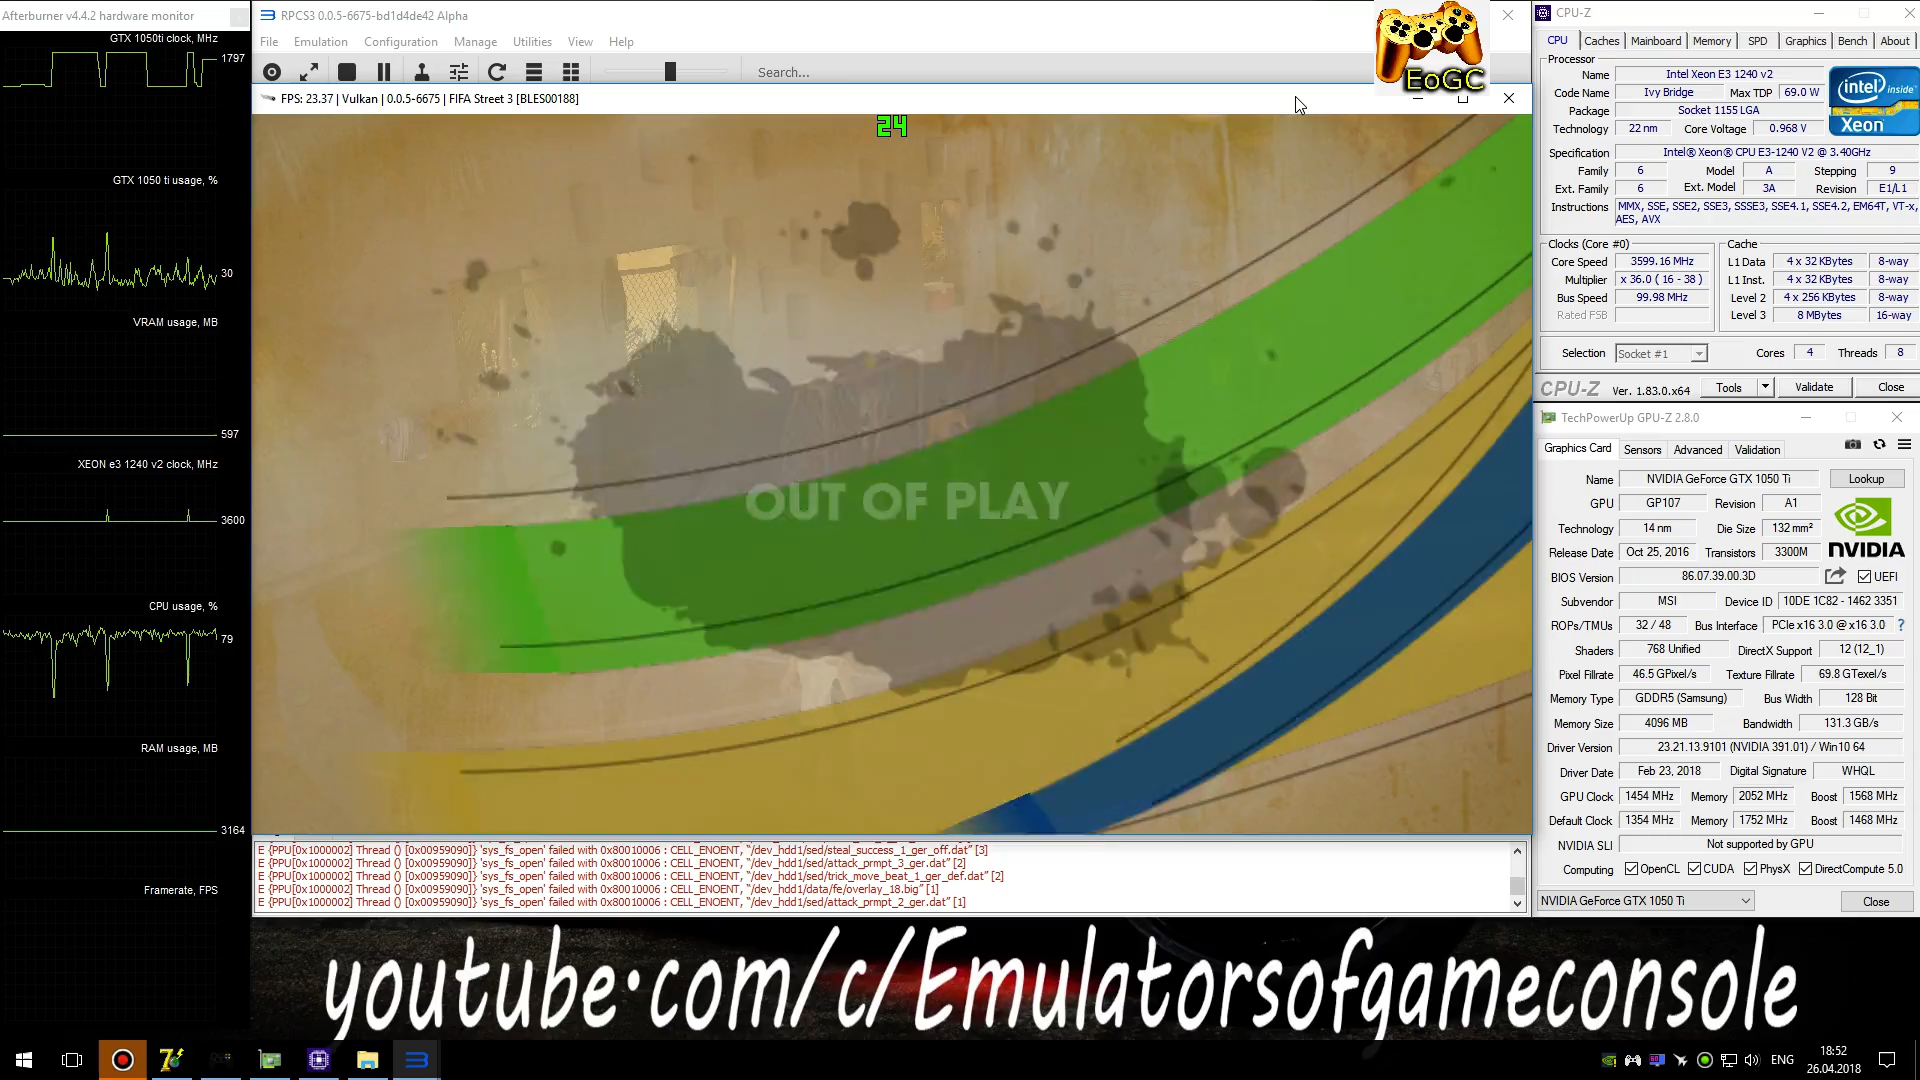 Afterburner v4.4.2 hardware monitor
GTX 1050ti clock, MHz
1797
GTX 1050 ti usage, %
30
VRAM usage, MB
597
XEON e3 1240 v2 clock, MHz
3600
CPU usage, %
79
RAM usage, MB
3164
Framerate, FPS
RPCS3 0.0.5-6675-bd1d4de42 Alpha
File Emulation Configuration Manage Utilities View Help
Search...
EoGC
FPS: 23.37 | Vulkan | 0.0.5-6675 | FIFA Street 3 [BLES00188]
24
OUT OF PLAY
E {PPU[0x1000002] Thread () [0x00959090]} 'sys_fs_open' failed with 0x80010006 : CELL_ENOENT, "/dev_hdd1/sed/steal_success_1_ger_off.dat" [3]
E {PPU[0x1000002] Thread () [0x00959090]} 'sys_fs_open' failed with 0x80010006 : CELL_ENOENT, "/dev_hdd1/sed/attack_prmpt_3_ger.dat" [2]
E {PPU[0x1000002] Thread () [0x00959090]} 'sys_fs_open' failed with 0x80010006 : CELL_ENOENT, "/dev_hdd1/sed/trick_move_beat_1_ger_def.dat" [2]
E {PPU[0x1000002] Thread () [0x00959090]} 'sys_fs_open' failed with 0x80010006 : CELL_ENOENT, "/dev_hdd1/data/fe/overlay_18.big" [1]
E {PPU[0x1000002] Thread () [0x00959090]} 'sys_fs_open' failed with 0x80010006 : CELL_ENOENT, "/dev_hdd1/sed/attack_prmpt_2_ger.dat" [1]
CPU-Z
CPU Caches Mainboard Memory SPD Graphics Bench About
Processor
Name Intel Xeon E3 1240 v2
Code Name Ivy Bridge Max TDP 69.0 W
Package Socket 1155 LGA
Technology 22 nm Core Voltage 0.968 V
intel inside™
Xeon
Specification Intel® Xeon® CPU E3-1240 V2 @ 3.40GHz
Family 6 Model A Stepping 9
Ext. Family 6 Ext. Model 3A Revision E1/L1
Instructions MMX, SSE, SSE2, SSE3, SSSE3, SSE4.1, SSE4.2, EM64T, VT-x,
AES, AVX
Clocks (Core #0) Cache
Core Speed 3599.16 MHz L1 Data 4 x 32 KBytes 8-way
Multiplier x 36.0 ( 16 - 38 ) L1 Inst. 4 x 32 KBytes 8-way
Bus Speed 99.98 MHz Level 2 4 x 256 KBytes 8-way
Rated FSB Level 3 8 MBytes 16-way
Selection Socket #1 Cores 4 Threads 8
CPU-Z Ver. 1.83.0.x64 Tools Validate Close
TechPowerUp GPU-Z 2.8.0
Graphics Card Sensors Advanced Validation
Name NVIDIA GeForce GTX 1050 Ti Lookup
GPU GP107 Revision A1
Technology 14 nm Die Size 132 mm²
Release Date Oct 25, 2016 Transistors 3300M
NVIDIA
BIOS Version 86.07.39.00.3D UEFI
Subvendor MSI Device ID 10DE 1C82 - 1462 3351
ROPs/TMUs 32 / 48 Bus Interface PCIe x16 3.0 @ x16 3.0 ?
Shaders 768 Unified DirectX Support 12 (12_1)
Pixel Fillrate 46.5 GPixel/s Texture Fillrate 69.8 GTexel/s
Memory Type GDDR5 (Samsung) Bus Width 128 Bit
Memory Size 4096 MB Bandwidth 131.3 GB/s
Driver Version 23.21.13.9101 (NVIDIA 391.01) / Win10 64
Driver Date Feb 23, 2018 Digital Signature WHQL
GPU Clock 1454 MHz Memory 2052 MHz Boost 1568 MHz
Default Clock 1354 MHz Memory 1752 MHz Boost 1468 MHz
NVIDIA SLI Not supported by GPU
Computing OpenCL CUDA PhysX DirectCompute 5.0
NVIDIA GeForce GTX 1050 Ti Close
youtube.com/c/Emulatorsofgameconsole
ENG
18:52
26.04.2018